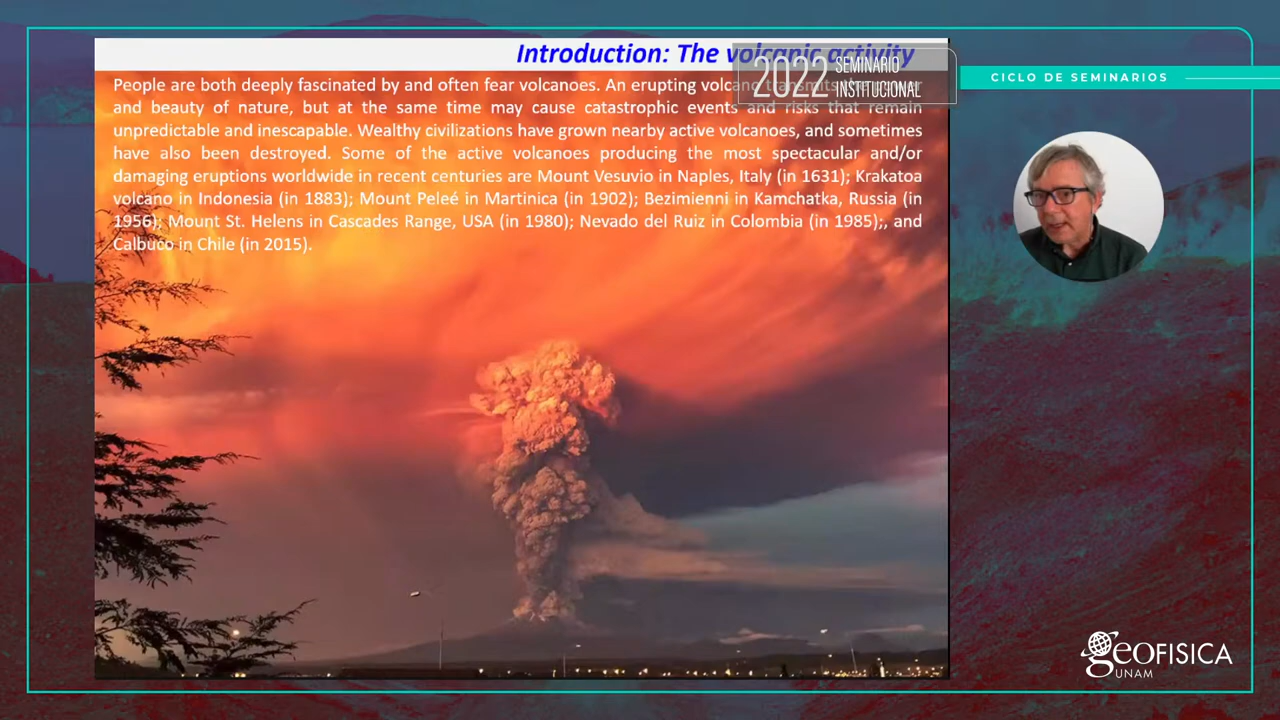 Introduction: The volcanic activity
2022 SEMINARIO INSTITUCIONAL
CICLO DE SEMINARIOS
People are both deeply fascinated by and often fear volcanoes. An erupting volcano transmits
and beauty of nature, but at the same time may cause catastrophic events and risks that remain
unpredictable and inescapable. Wealthy civilizations have grown nearby active volcanoes, and sometimes
have also been destroyed. Some of the active volcanoes producing the most spectacular and/or
damaging eruptions worldwide in recent centuries are Mount Vesuvio in Naples, Italy (in 1631); Krakatoa
volcano in Indonesia (in 1883); Mount Peleé in Martinica (in 1902); Bezimienni in Kamchatka, Russia (in
1956); Mount St. Helens in Cascades Range, USA (in 1980); Nevado del Ruiz in Colombia (in 1985);, and
Calbuco in Chile (in 2015).
GEOFISICA
UNAM